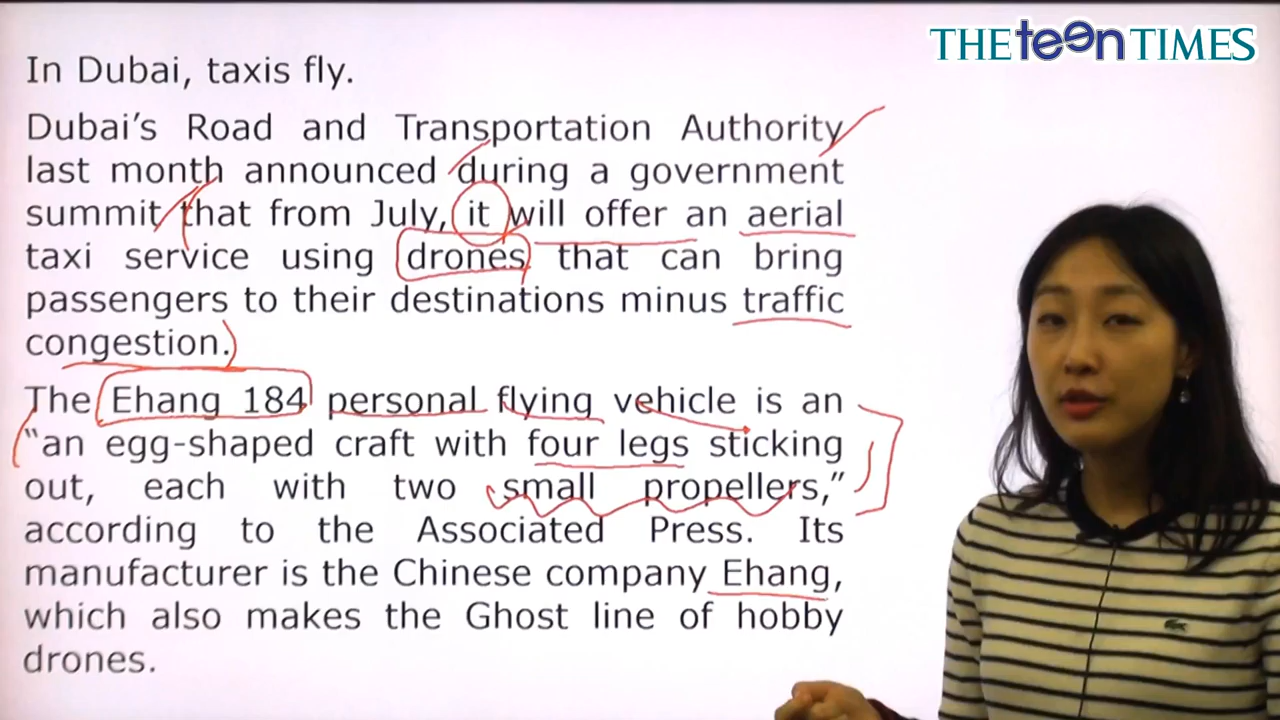 THE teen TIMES
In Dubai, taxis fly.
Dubai's Road and Transportation Authority
last month announced during a government
summit that from July, it will offer an aerial
taxi service using drones that can bring
passengers to their destinations minus traffic
congestion.
The Ehang 184 personal flying vehicle is an
“an egg-shaped craft with four legs sticking
out, each with two small propellers,”
according to the Associated Press. Its
manufacturer is the Chinese company Ehang,
which also makes the Ghost line of hobby
drones.